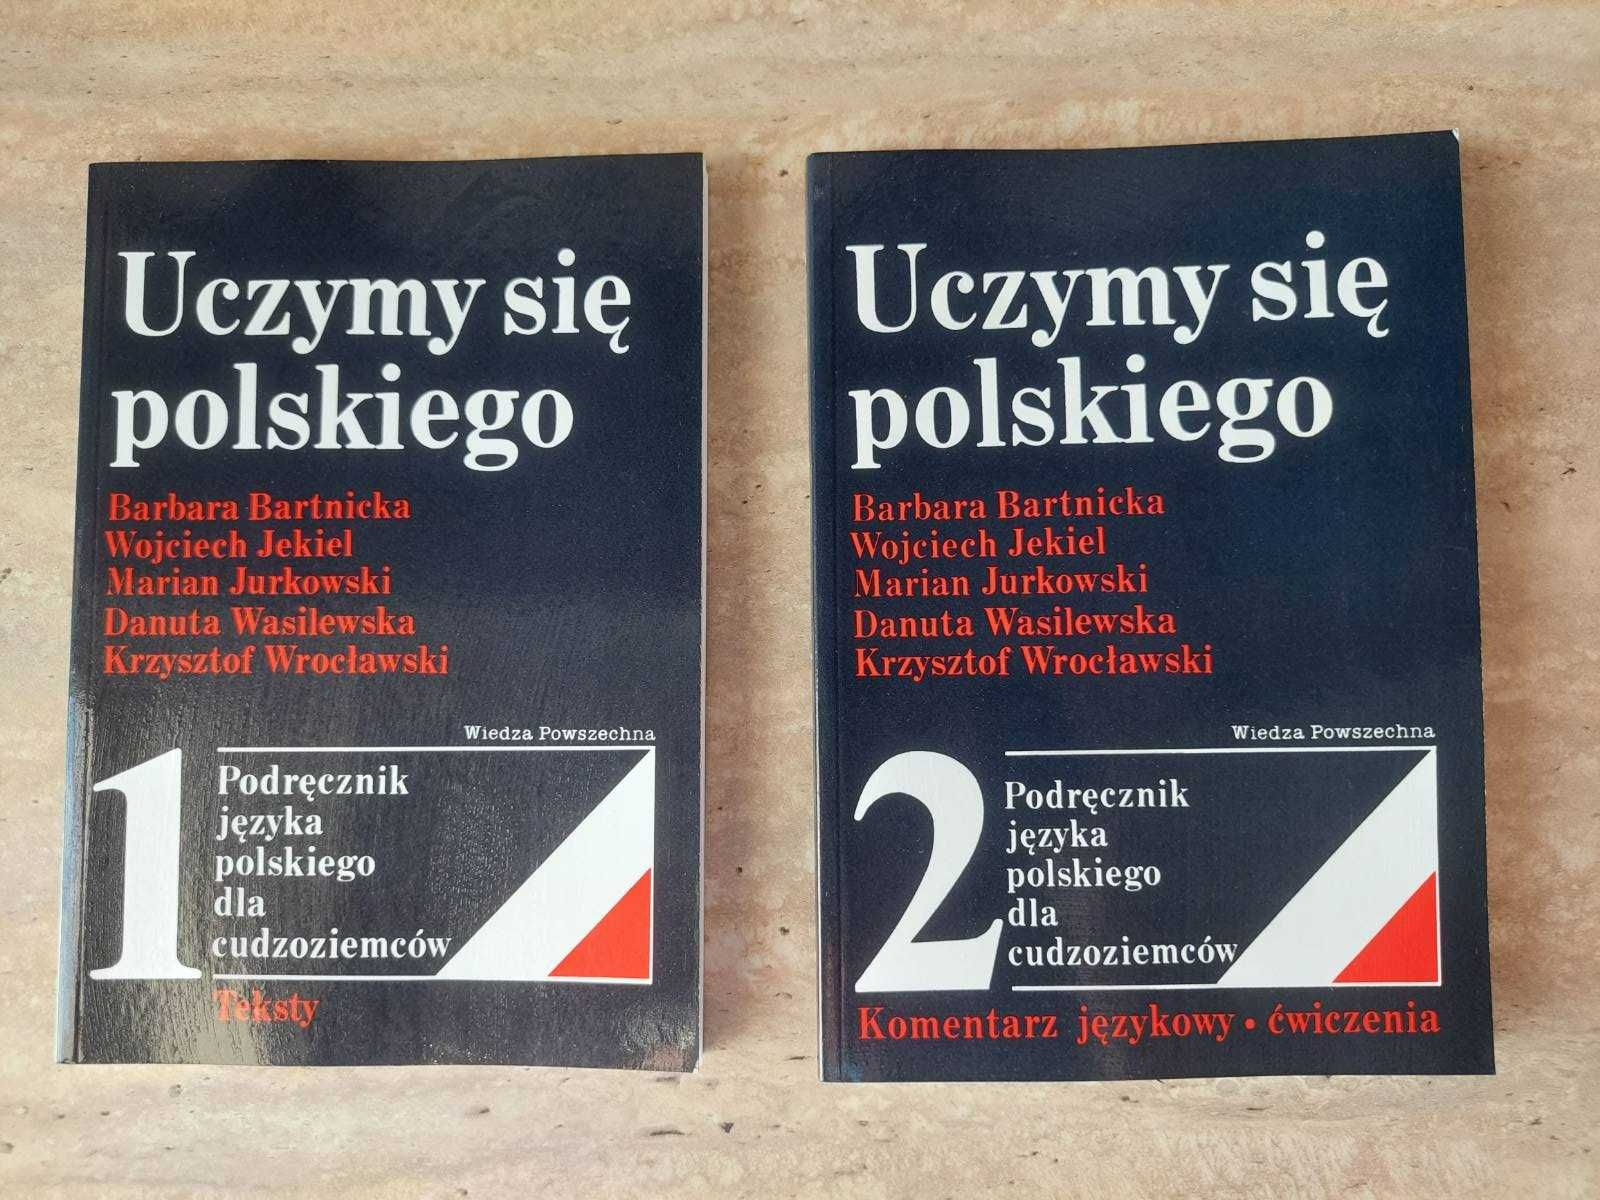 Uczymy się
polskiego
Barbara Bartnicka
Wojciech Jekiel
Marian Jurkowski
Danuta Wasilewska
Krzysztof Wrocławski
Wiedza Powszechna
1
Podręcznik
języka
polskiego
dla
cudzoziemców
Teksty
Uczymy się
polskiego
Barbara Bartnicka
Wojciech Jekiel
Marian Jurkowski
Danuta Wasilewska
Krzysztof Wrocławski
Wiedza Powszechna
2
Podręcznik
języka
polskiego
dla
cudzoziemców
Komentarz językowy • ćwiczenia